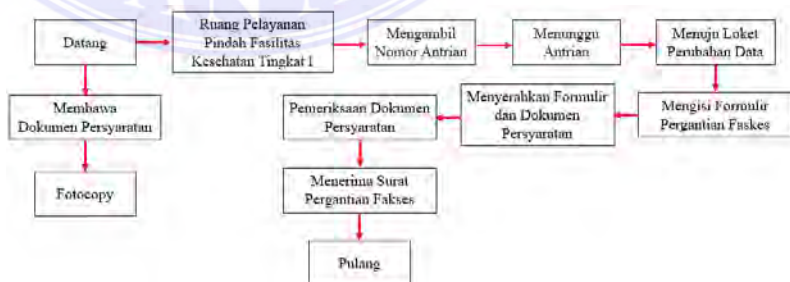 Datang
Ruang Pelayanan
Pindah Fasilitas
Kesehatan Tingkat I
Mengambil
Nomor Antrian
Menunggu
Antrian
Menuju Loket
Perubahan Data
Membawa
Dokumen Persyaratan
Pemeriksaan Dokumen
Persyaratan
Menyerahkan Formulir
dan Dokumen
Persyaratan
Mengisi Formulir
Pergantian Faskes
Fotocopy
Menerima Surat
Pergantian Fakses
Pulang